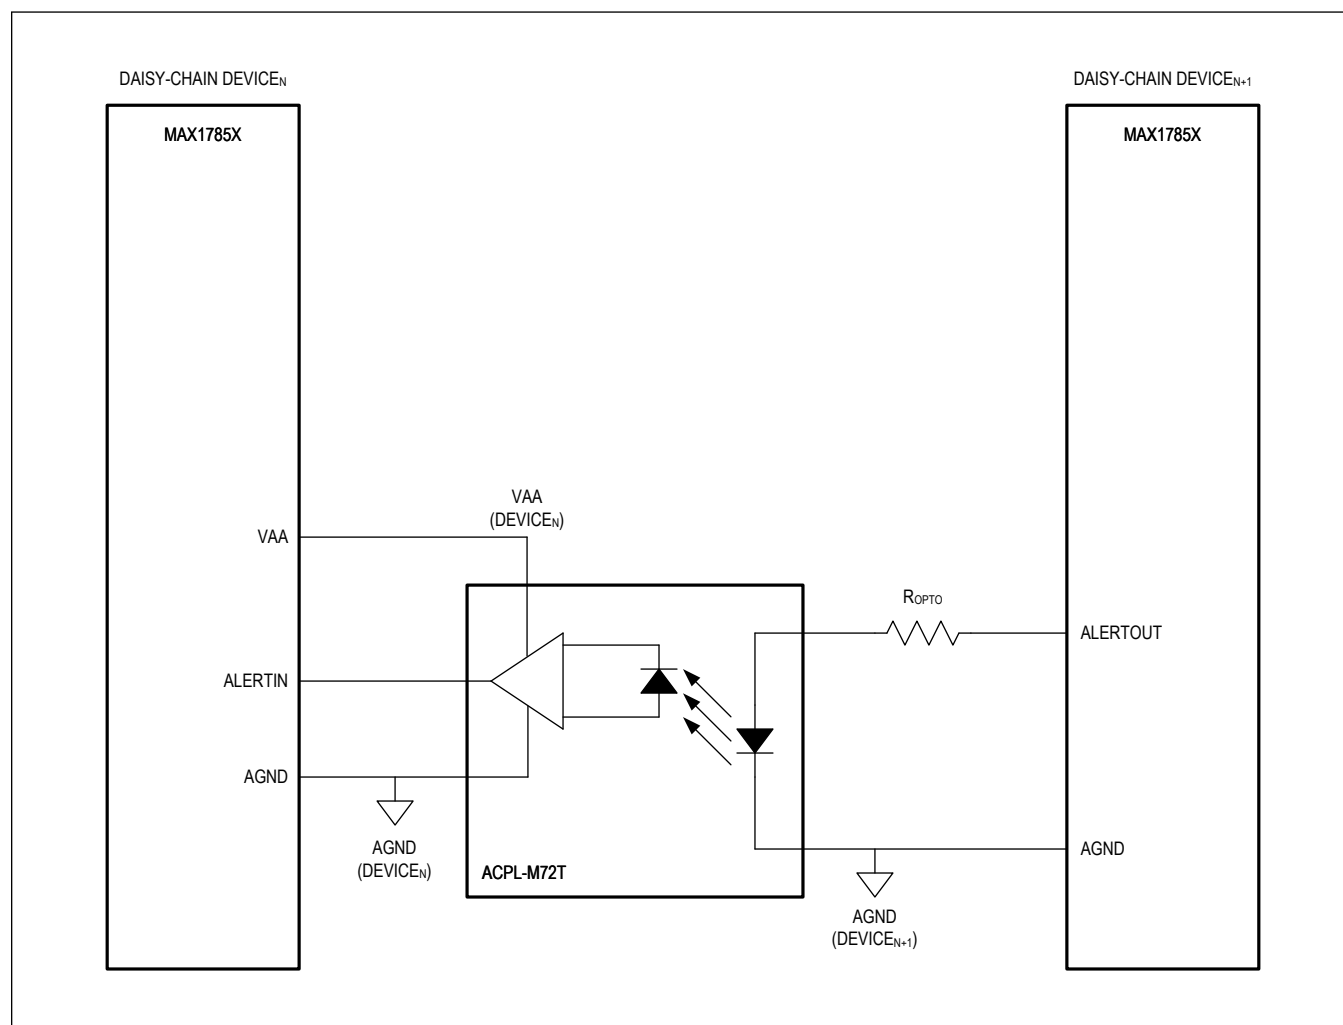 DAISY-CHAIN DEVICEN
DAISY-CHAIN DEVICEN+1
MAX1785X
MAX1785X
VAA
(DEVICEN)
VAA
ROPTO
ALERTOUT
ALERTIN
AGND
AGND
(DEVICEN)
ACPL-M72T
AGND
AGND
(DEVICEN+1)